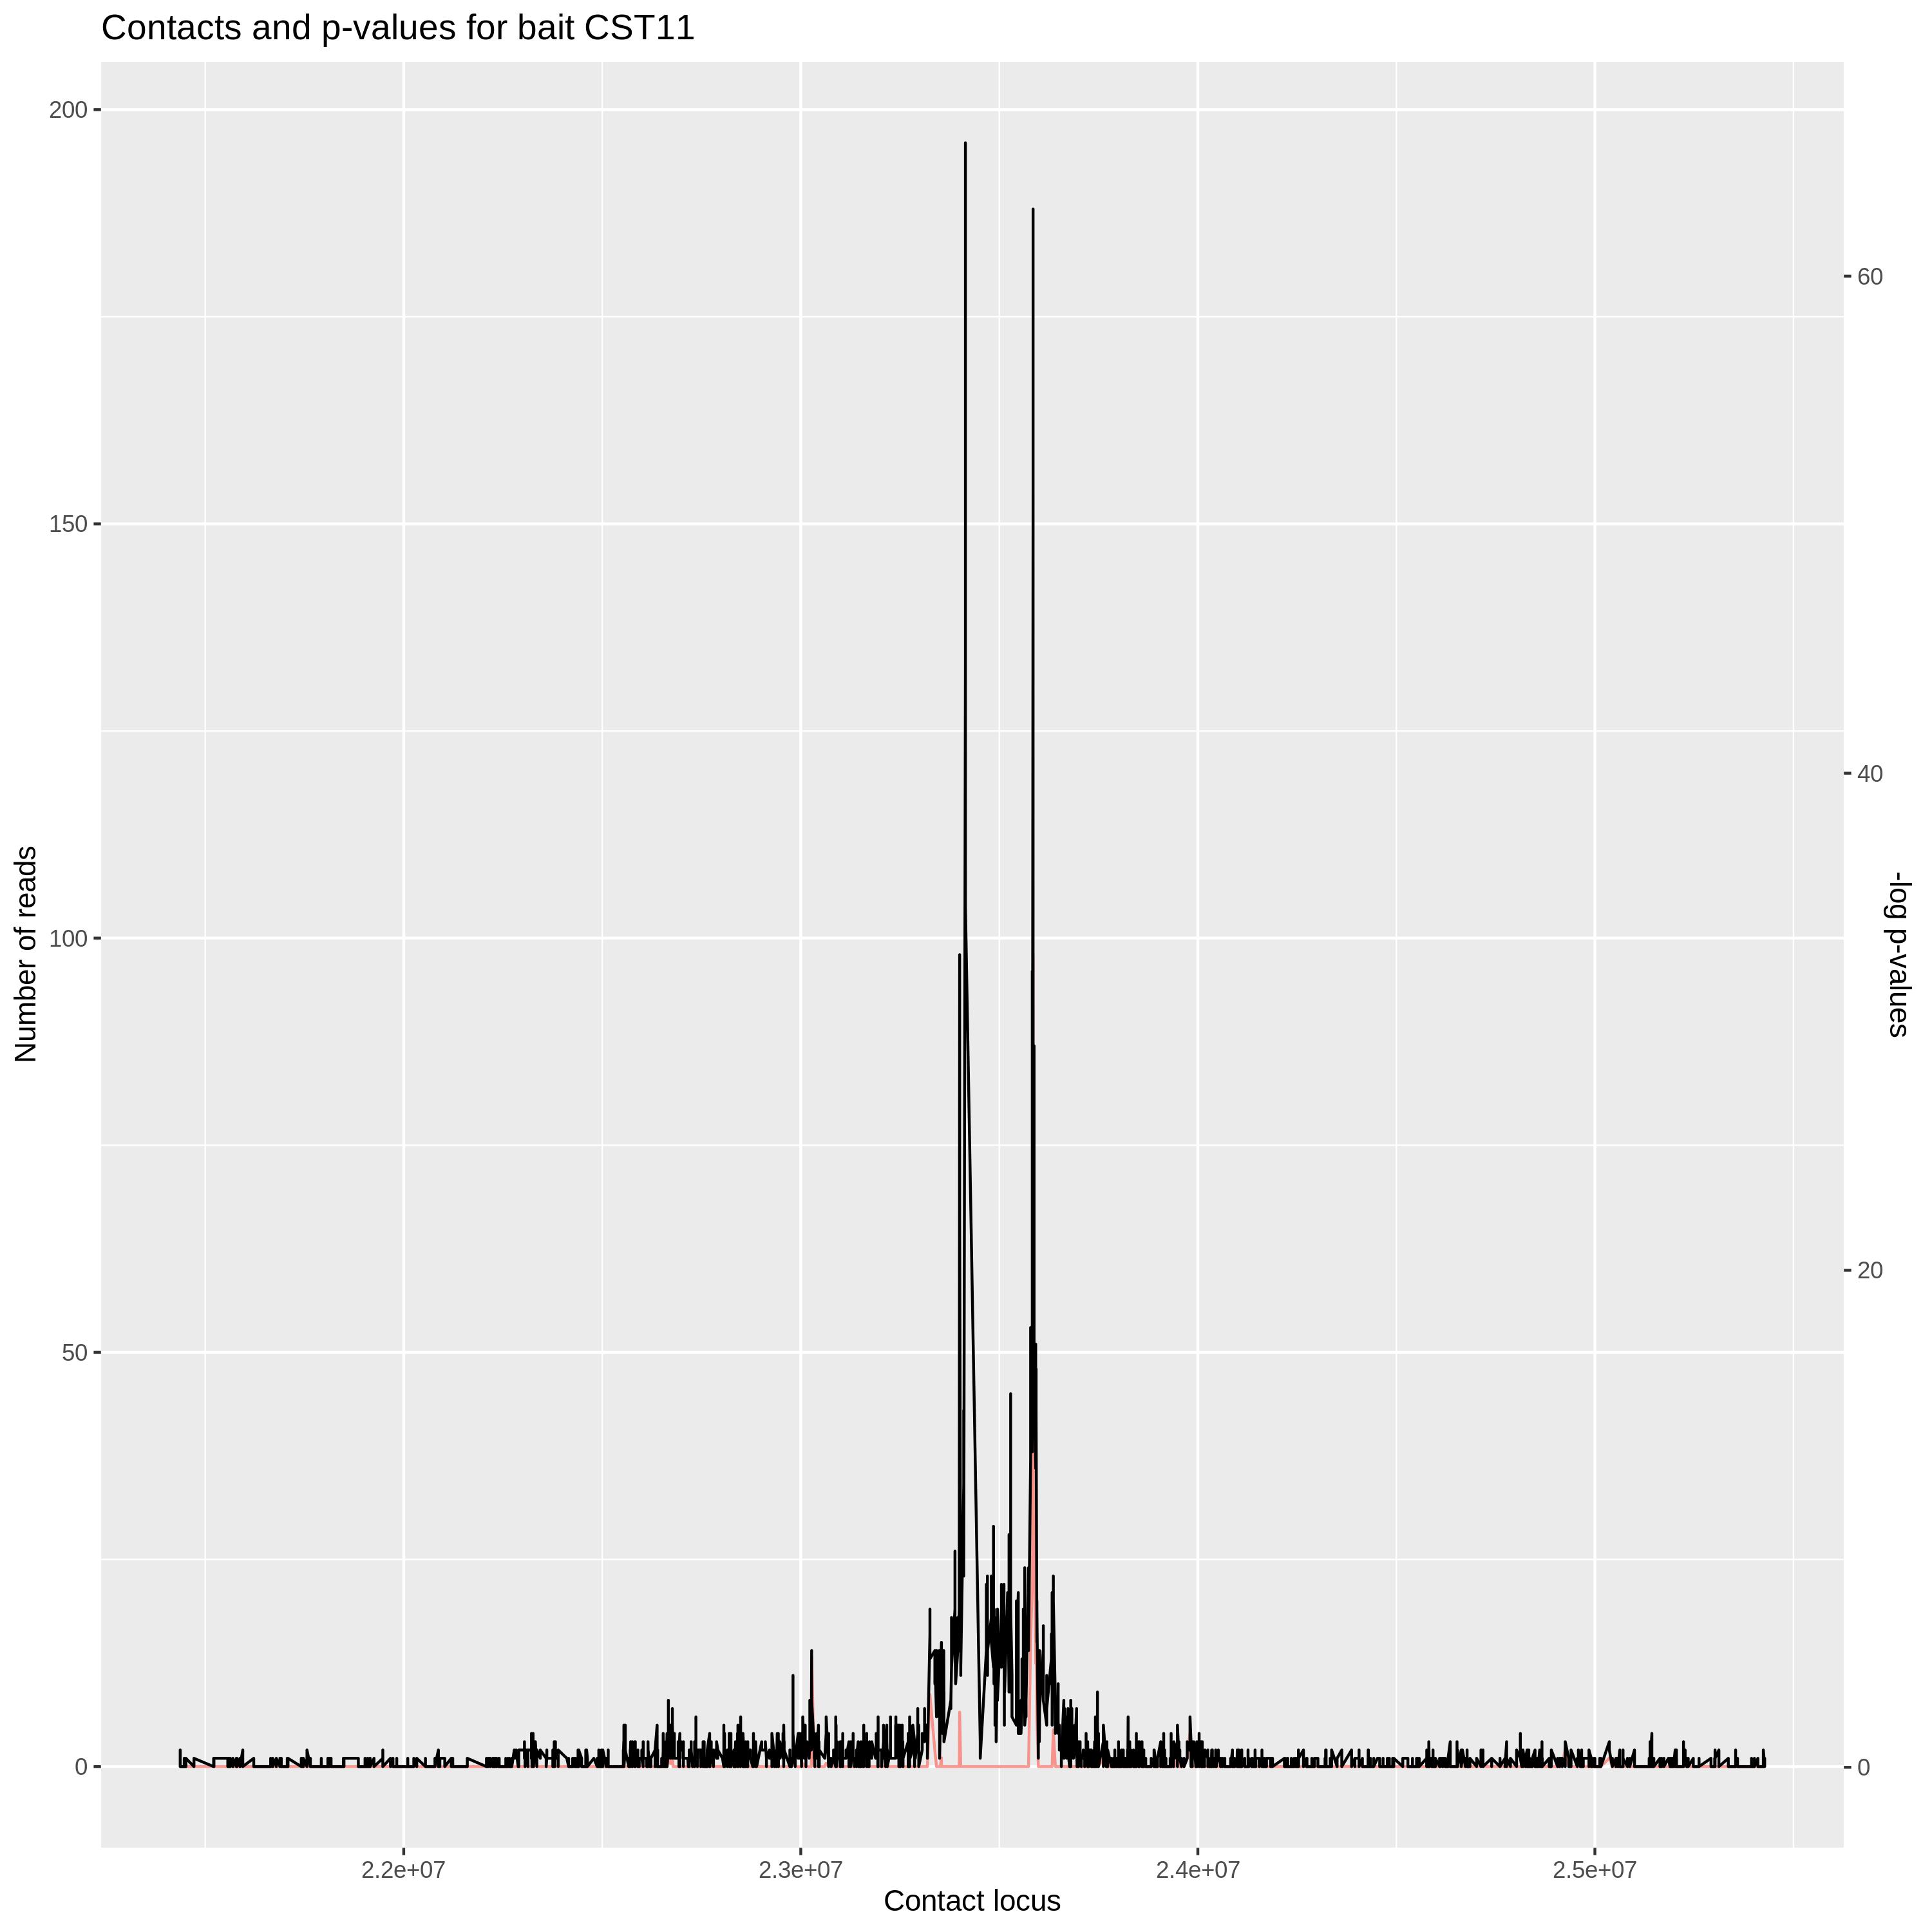 Contacts and p-values for bait CST11
200
150
100
50
0
Number of reads
60
40
20
0
-log p-values
2.2e+07
2.3e+07
2.4e+07
2.5e+07
Contact locus